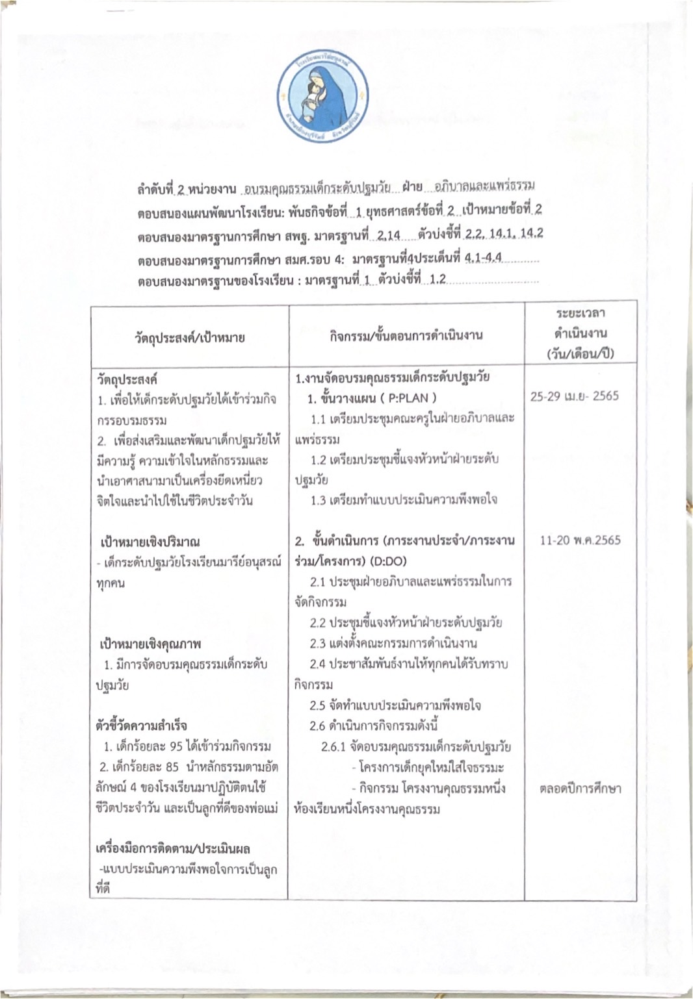 โรงเรียนมารีย์อนุสรณ์
อำเภอเมืองบุรีรัมย์ จังหวัดบุรีรัมย์
ลำดับที่ 2 หน่วยงาน อบรมคุณธรรมเด็กระดับปฐมวัย ฝ่าย อภิบาลและแพร่ธรรม
ตอบสนองแผนพัฒนาโรงเรียน: พันธกิจข้อที่ 1 ยุทธศาสตร์ข้อที่ 2 เป้าหมายข้อที่ 2
ตอบสนองมาตรฐานการศึกษา สพฐ. มาตรฐานที่ 2,14 ตัวบ่งชี้ที่ 2.2, 14.1, 14.2
ตอบสนองมาตรฐานการศึกษา สมศ.รอบ 4: มาตรฐานที่4ประเด็นที่ 4.1-4.4
ตอบสนองมาตรฐานของโรงเรียน : มาตรฐานที่ 1 ตัวบ่งชี้ที่ 1.2
วัตถุประสงค์/เป้าหมาย
กิจกรรม/ขั้นตอนการดำเนินงาน
ระยะเวลา
ดำเนินงาน
(วัน/เดือน/ปี)
วัตถุประสงค์
1. เพื่อให้เด็กระดับปฐมวัยได้เข้าร่วมกิจ
กรรอบรมธรรม
2. เพื่อส่งเสริมและพัฒนาเด็กปฐมวัยให้
มีความรู้ ความเข้าใจในหลักธรรมและ
นำเอาศาสนามาเป็นเครื่องยึดเหนี่ยว
จิตใจและนำไปใช้ในชีวิตประจำวัน
เป้าหมายเชิงปริมาณ
- เด็กระดับปฐมวัยโรงเรียนมารีย์อนุสรณ์
ทุกคน
เป้าหมายเชิงคุณภาพ
1. มีการจัดอบรมคุณธรรมเด็กระดับ
ปฐมวัย
ตัวชี้วัดความสำเร็จ
1. เด็กร้อยละ 95 ได้เข้าร่วมกิจกรรม
2. เด็กร้อยละ 85 นำหลักธรรมตามอัต
ลักษณ์ 4 ของโรงเรียนมาปฏิบัติตนใช้
ชีวิตประจำวัน และเป็นลูกที่ดีของพ่อแม่
เครื่องมือการติดตาม/ประเมินผล
-แบบประเมินความพึงพอใจการเป็นลูก
ที่ดี
1.งานจัดอบรมคุณธรรมเด็กระดับปฐมวัย
1. ขั้นวางแผน ( P:PLAN )
1.1 เตรียมประชุมคณะครูในฝ่ายอภิบาลและ
แพร่ธรรม
1.2 เตรียมประชุมชี้แจงหัวหน้าฝ่ายระดับ
ปฐมวัย
1.3 เตรียมทำแบบประเมินความพึงพอใจ
2. ขั้นดำเนินการ (ภาระงานประจำ/ภาระงาน
ร่วม/โครงการ) (D:DO)
2.1 ประชุมฝ่ายอภิบาลและแพร่ธรรมในการ
จัดกิจกรรม
2.2 ประชุมชี้แจงหัวหน้าฝ่ายระดับปฐมวัย
2.3 แต่งตั้งคณะกรรมการดำเนินงาน
2.4 ประชาสัมพันธ์งานให้ทุกคนได้รับทราบ
กิจกรรม
2.5 จัดทำแบบประเมินความพึงพอใจ
2.6 ดำเนินการกิจกรรมดังนี้
2.6.1 จัดอบรมคุณธรรมเด็กระดับปฐมวัย
- โครงการเด็กยุคใหม่ใส่ใจธรรมะ
- กิจกรรม โครงงานคุณธรรมหนึ่ง
ห้องเรียนหนึ่งโครงงานคุณธรรม
25-29 เม.ย- 2565
11-20 พ.ค.2565
ตลอดปีการศึกษา